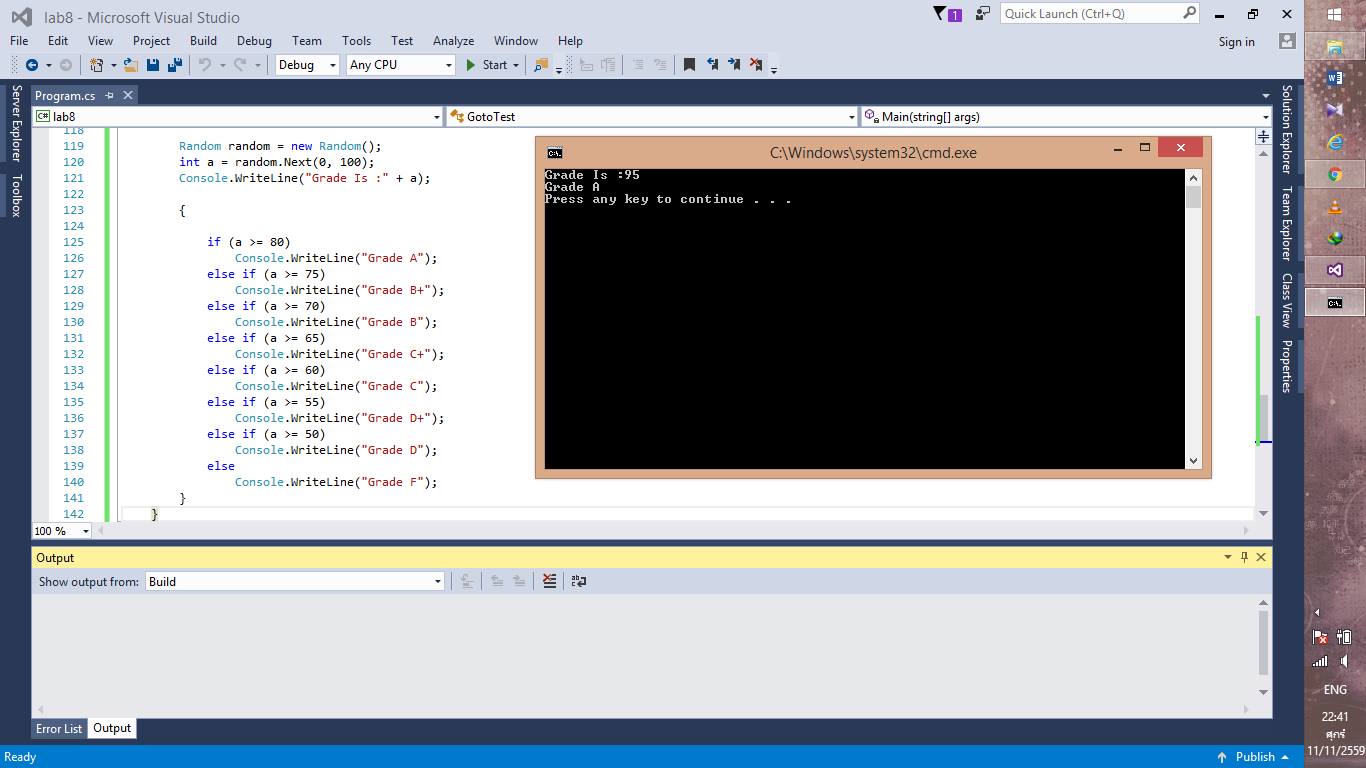 lab8 - Microsoft Visual Studio
1
Quick Launch (Ctrl+Q)
File Edit View Project Build Debug Team Tools Test Analyze Window Help
Sign in
Debug Any CPU Start
Server Explorer
Toolbox
Program.cs
C# lab8 GotoTest Main(string[] args)
118
119 Random random = new Random();
120 int a = random.Next(0, 100);
121 Console.WriteLine("Grade Is :" + a);
122
123 {
124
125 if (a >= 80)
126 Console.WriteLine("Grade A");
127 else if (a >= 75)
128 Console.WriteLine("Grade B+");
129 else if (a >= 70)
130 Console.WriteLine("Grade B");
131 else if (a >= 65)
132 Console.WriteLine("Grade C+");
133 else if (a >= 60)
134 Console.WriteLine("Grade C");
135 else if (a >= 55)
136 Console.WriteLine("Grade D+");
137 else if (a >= 50)
138 Console.WriteLine("Grade D");
139 else
140 Console.WriteLine("Grade F");
141 }
142 }
100 %
C:\Windows\system32\cmd.exe
Grade Is :95
Grade A
Press any key to continue . . .
Solution Explorer
Team Explorer
Class View
Properties
Output
Show output from: Build
Error List Output
Ready
Publish
ENG
22:41
ศุกร์
11/11/2559